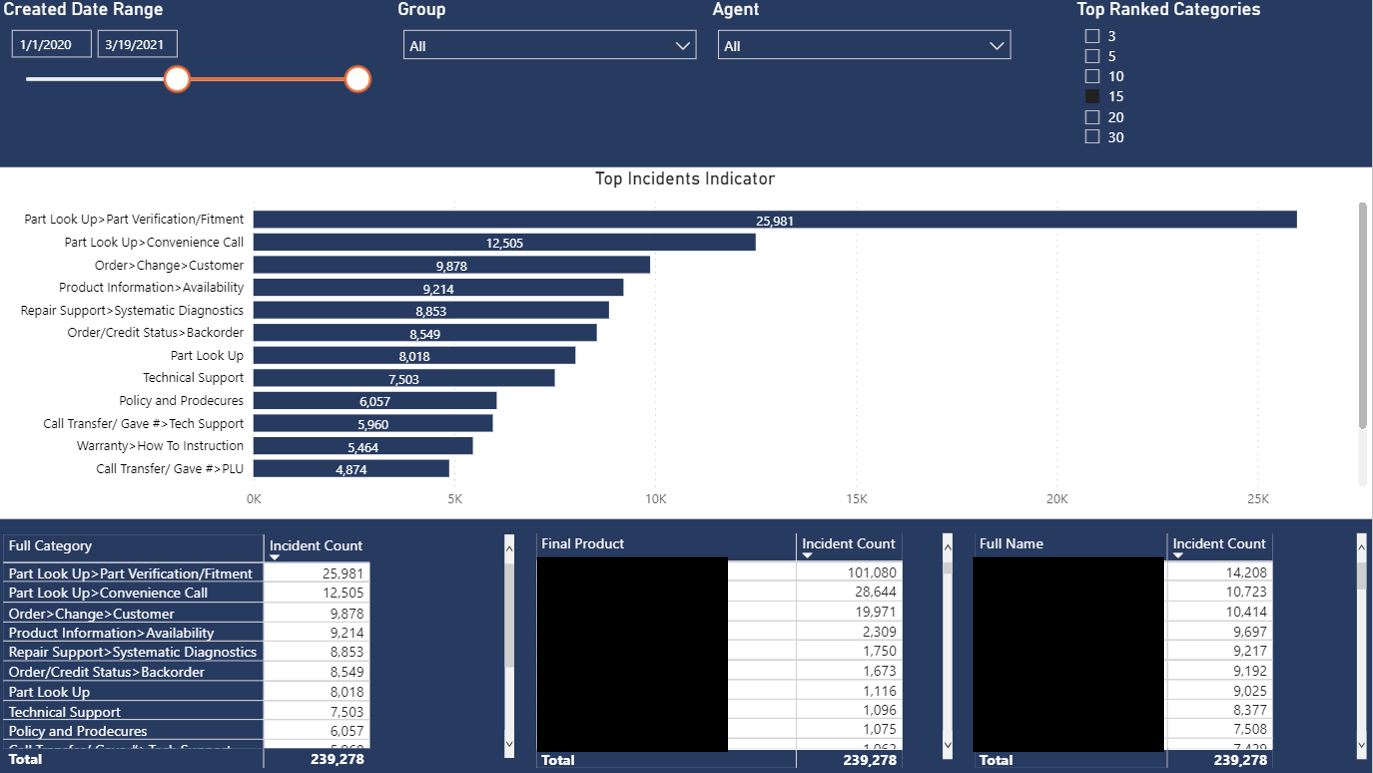 Created Date Range
Group
Agent
Top Ranked Categories
1/1/2020
3/19/2021
All
All
3
5
10
15
20
30
Top Incidents Indicator
Part Look Up>Part Verification/Fitment 25,981
Part Look Up>Convenience Call 12,505
Order>Change>Customer 9,878
Product Information>Availability 9,214
Repair Support>Systematic Diagnostics 8,853
Order/Credit Status>Backorder 8,549
Part Look Up 8,018
Technical Support 7,503
Policy and Prodecures 6,057
Call Transfer/ Gave #>Tech Support 5,960
Warranty>How To Instruction 5,464
Call Transfer/ Gave #>PLU 4,874
0K 5K 10K 15K 20K 25K
Full Category Incident Count
Part Look Up>Part Verification/Fitment 25,981
Part Look Up>Convenience Call 12,505
Order>Change>Customer 9,878
Product Information>Availability 9,214
Repair Support>Systematic Diagnostics 8,853
Order/Credit Status>Backorder 8,549
Part Look Up 8,018
Technical Support 7,503
Policy and Prodecures 6,057
Call Transfer/ Gave #>Tech Support 5,960
Total 239,278
Final Product Incident Count
101,080
28,644
19,971
2,309
1,750
1,673
1,116
1,096
1,075
1,062
Total 239,278
Full Name Incident Count
14,208
10,723
10,414
9,697
9,217
9,192
9,025
8,377
7,508
7,429
Total 239,278